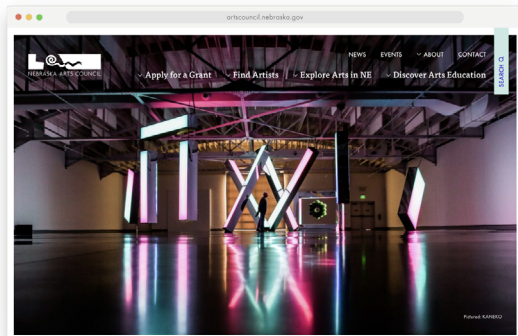 artscouncil.nebraska.gov
NEWS EVENTS ABOUT CONTACT
SEARCH
NEBRASKA ARTS COUNCIL
Apply for a Grant Find Artists Explore Arts in NE Discover Arts Education
Pictured: KANEKO